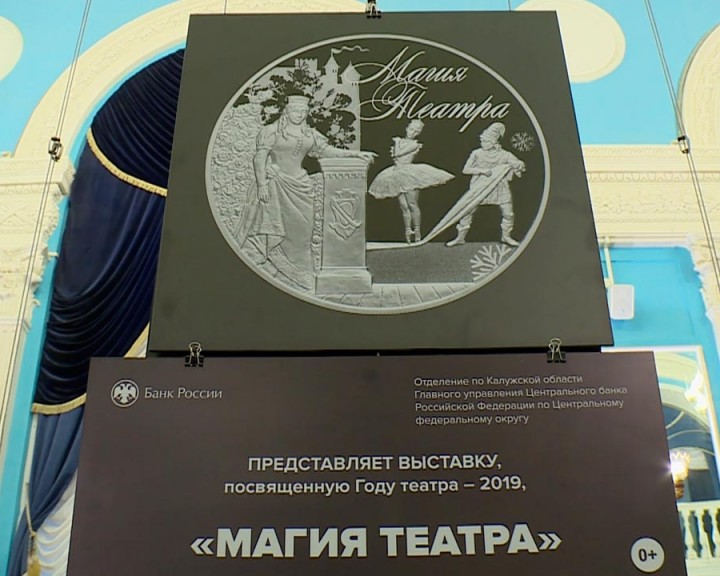 Магия
Театра
Банк России
Отделение по Калужской области
Главного управления Центрального банка
Российской Федерации по Центральному
федеральному округу
ПРЕДСТАВЛЯЕТ ВЫСТАВКУ,
посвященную Году театра – 2019,
«МАГИЯ ТЕАТРА»
0+